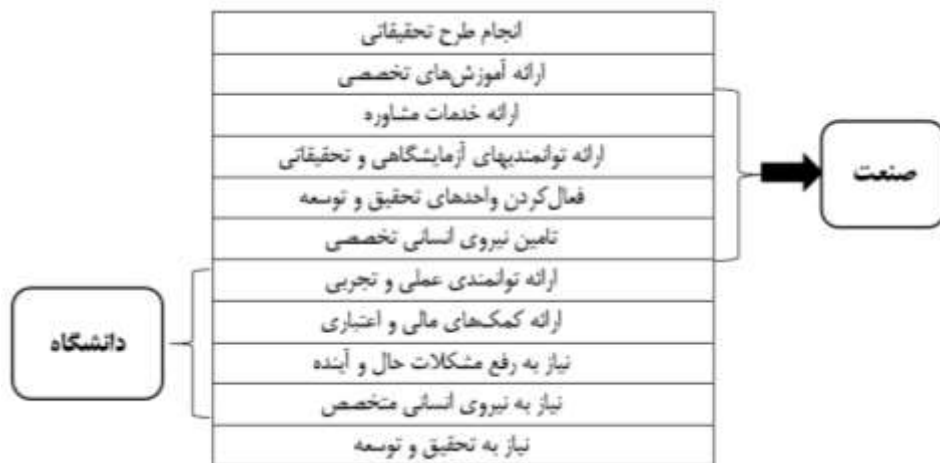 انجام طرح تحقیقاتی
ارائه آموزش‌های تخصصی
ارائه خدمات مشاوره
ارائه توانمندیهای آزمایشگاهی و تحقیقاتی
فعال‌کردن واحدهای تحقیق و توسعه
تامین نیروی انسانی تخصصی
ارائه توانمندی عملی و تجربی
ارائه کمک‌های مالی و اعتباری
نیاز به رفع مشکلات حال و آینده
نیاز به نیروی انسانی متخصص
نیاز به تحقیق و توسعه
صنعت
دانشگاه